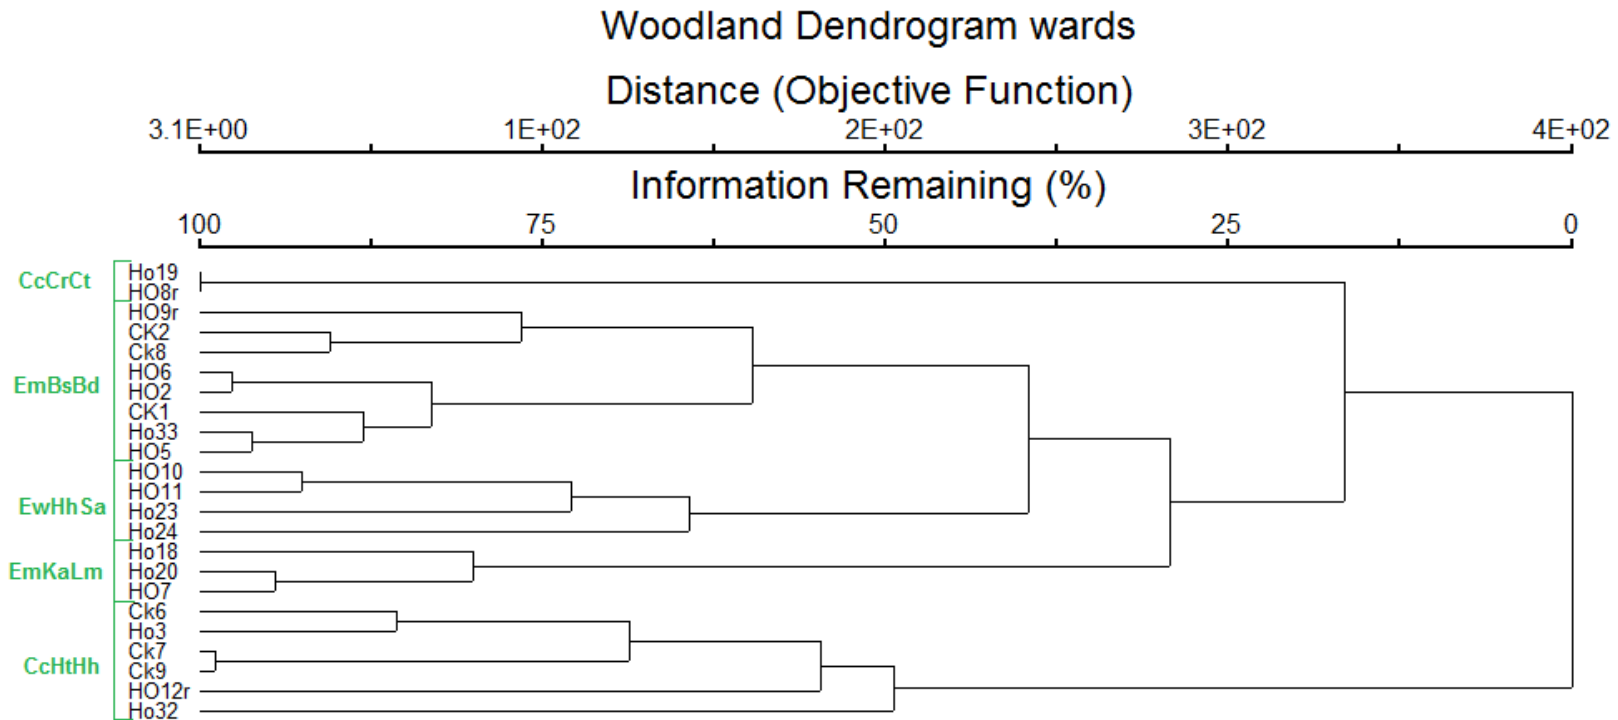 Woodland Dendrogram wards
Distance (Objective Function)
3.1E+00 1E+02 2E+02 3E+02 4E+02
Information Remaining (%)
100 75 50 25 0
CcCrCt
Ho19
HO8r
EmBsBd
HO9r
CK2
Ck8
HO6
HO2
CK1
Ho33
HO5
EwHhSa
HO10
HO11
Ho23
Ho24
EmKaLm
Ho18
Ho20
HO7
CcHtHh
Ck6
Ho3
Ck7
Ck9
HO12r
Ho32